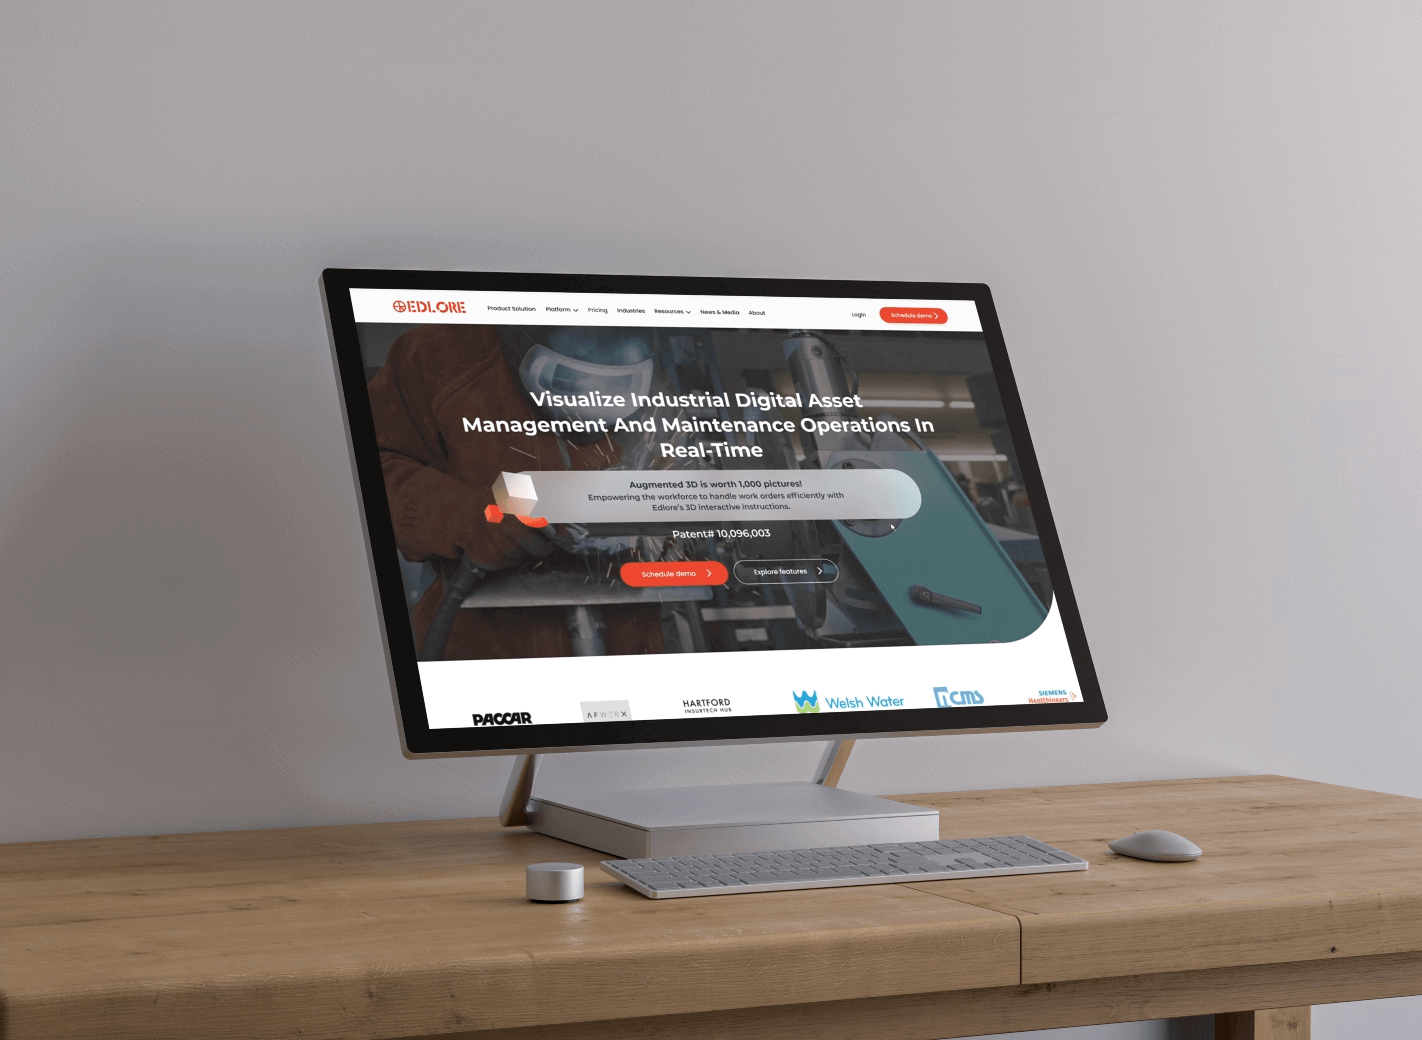 EDLORE
Product Solution Platform Pricing Industries Resources News & Media About Login Schedule demo
Visualize Industrial Digital Asset
Management And Maintenance Operations In
Real-Time
Augmented 3D is worth 1,000 pictures!
Empowering the workforce to handle work orders efficiently with
Edlore's 3D interactive instructions.
Patent# 10,096,003
Schedule demo Explore features
PACCAR
AFWERX
HARTFORD
INSURTECH HUB
Welsh Water
CMS
SIEMENS
Healthineers